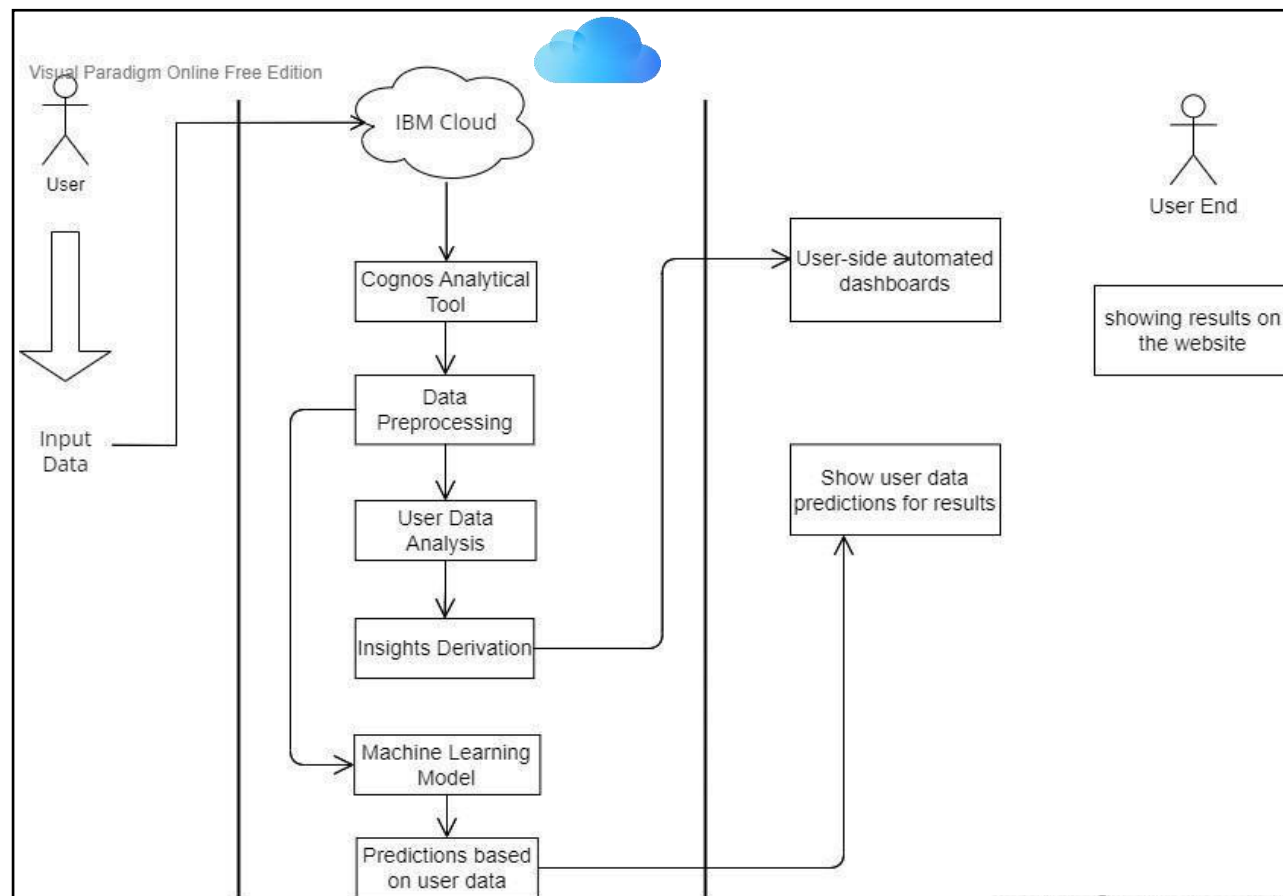 Visual Paradigm Online Free Edition
User
Input
Data
IBM Cloud
Cognos Analytical
Tool
Data
Preprocessing
User Data
Analysis
Insights Derivation
Machine Learning
Model
Predictions based
on user data
User-side automated
dashboards
Show user data
predictions for results
User End
showing results on
the website